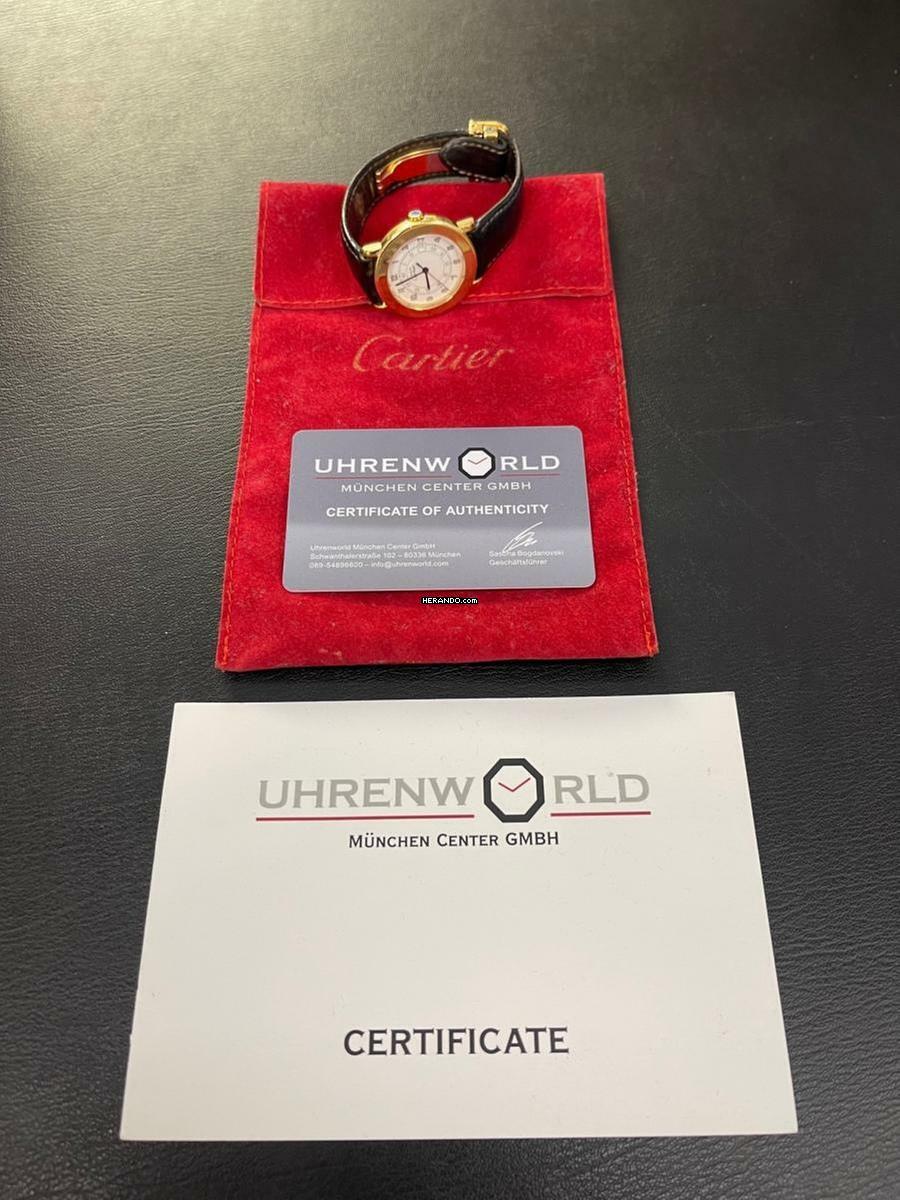 Cartier
UHRENWORLD
MÜNCHEN CENTER GMBH
CERTIFICATE OF AUTHENTICITY
Uhrenworld München Center GmbH
Schwanthalerstraße 102 – 80336 München
089-54896600 – info@uhrenworld.com
Sascha Bogdanovski
Geschäftsführer
HERANDO.com
UHRENWORLD
MÜNCHEN CENTER GMBH
CERTIFICATE